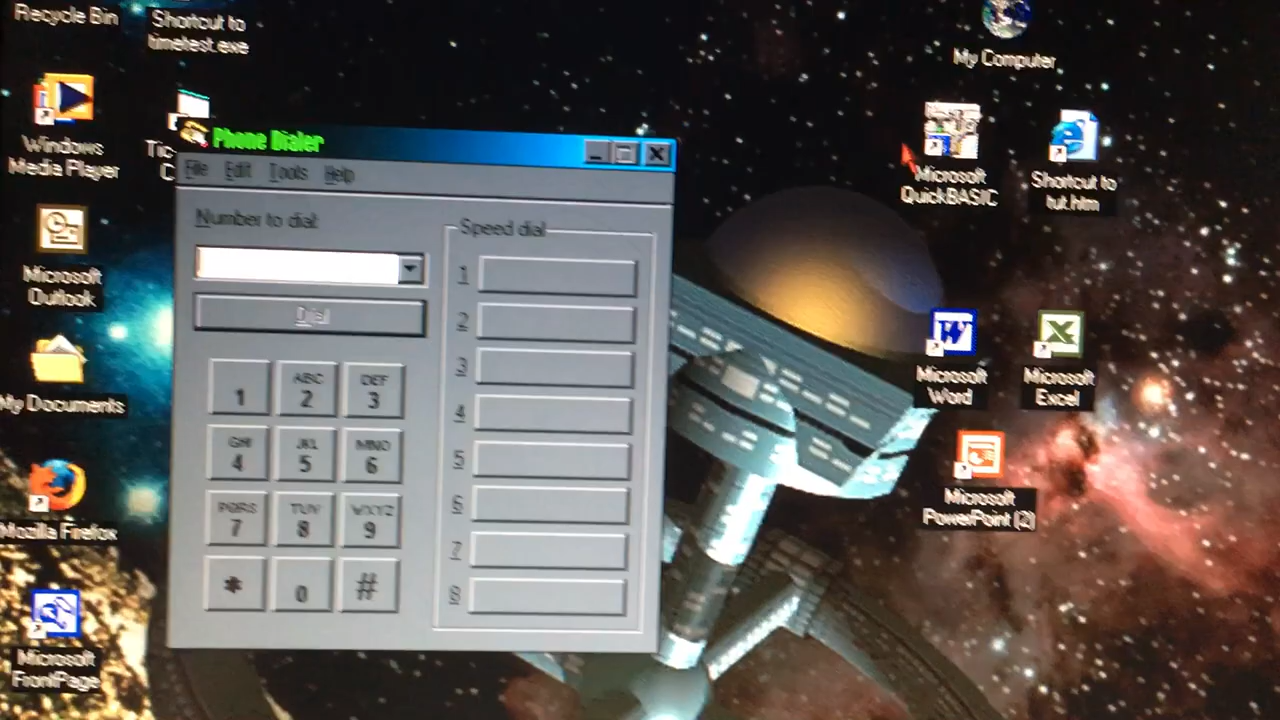 Recycle Bin
Shortcut to
timetest.exe
Windows
Media Player
Microsoft
Outlook
My Documents
Mozilla Firefox
Microsoft
FrontPage
Phone Dialer
File Edit Tools Help
Number to dial:
Dial
1
ABC
2
DEF
3
GHI
4
JKL
5
MNO
6
PQRS
7
TUV
8
WXYZ
9
*
0
#
Speed dial
1
2
3
4
5
6
7
8
My Computer
Microsoft
QuickBASIC
Shortcut to
tut.htm
W
Microsoft
Word
X
Microsoft
Excel
Microsoft
PowerPoint (2)